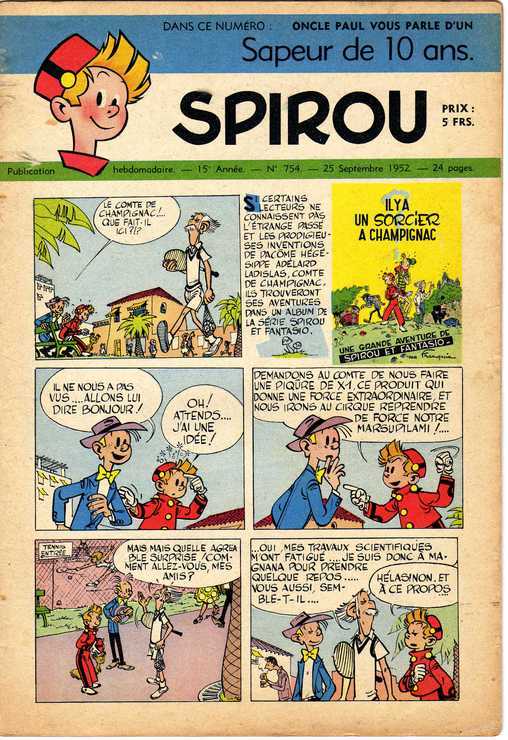 DANS CE NUMÉRO : ONCLE PAUL VOUS PARLE D'UN
Sapeur de 10 ans.
SPIROU
PRIX :
5 FRS.
Publication hebdomadaire. — 15e Année. — N° 754. — 25 Septembre 1952. — 24 pages.
LE COMTE DE
CHAMPIGNAC!...
QUE FAIT-IL
ICI?!?
SI CERTAINS
LECTEURS NE
CONNAISSENT PAS
L'ÉTRANGE PASSÉ
ET LES PRODIGIEU-
SES INVENTIONS
DE PACÔME HÉGÉ-
SIPPE ADÉLARD
LADISLAS, COMTE
DE CHAMPIGNAC,
ILS TROUVERONT
SES AVENTURES
DANS UN ALBUM DE
LA SÉRIE SPIROU
ET FANTASIO.
IL Y A
UN SORCIER
A CHAMPIGNAC
UNE GRANDE AVENTURE DE
SPIROU ET FANTASIO
PAR Franquin
IL NE NOUS A PAS
VUS....ALLONS LUI
DIRE BONJOUR!
OH!
ATTENDS....
J'AI UNE
IDÉE!
DEMANDONS AU COMTE DE NOUS FAIRE
UNE PIQÛRE DE X-1, CE PRODUIT QUI
DONNE UNE FORCE EXTRAORDINAIRE, ET
NOUS IRONS AU CIRQUE REPRENDRE
DE FORCE NOTRE
MARSUPILAMI!....
TENNIS
ENTRÉE
MAIS MAIS QUELLE AGRÉA
BLE SURPRISE!COM-
MENT ALLEZ-VOUS, MES
AMIS?
...OUI, MES TRAVAUX SCIENTIFIQUES
M'ONT FATIGUÉ .... JE SUIS DONC À MA-
GNANA POUR PRENDRE
QUELQUE REPOS.....
VOUS AUSSI, SEM-
BLE-T-IL....
HÉLAS!NON, ET
À CE PROPOS...